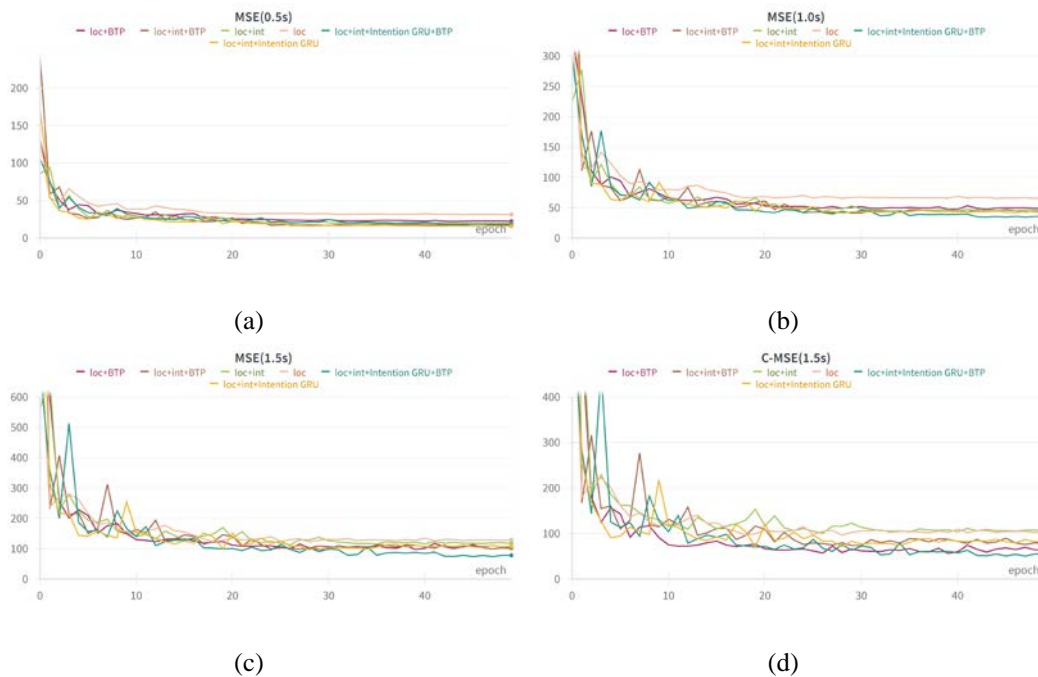 MSE(0.5s)
loc+BTP loc+int+BTP loc+int loc loc+int+Intention GRU+BTP
loc+int+Intention GRU
200
150
100
50
0
epoch
0 10 20 30 40
(a)
MSE(1.0s)
loc+BTP loc+int+BTP loc+int loc loc+int+Intention GRU+BTP
loc+int+Intention GRU
300
250
200
150
100
50
0
epoch
0 10 20 30 40
(b)
MSE(1.5s)
loc+BTP loc+int+BTP loc+int loc loc+int+Intention GRU+BTP
loc+int+Intention GRU
600
500
400
300
200
100
0
epoch
0 10 20 30 40
(c)
C-MSE(1.5s)
loc+BTP loc+int+BTP loc+int loc loc+int+Intention GRU+BTP
loc+int+Intention GRU
400
300
200
100
0
epoch
0 10 20 30 40
(d)